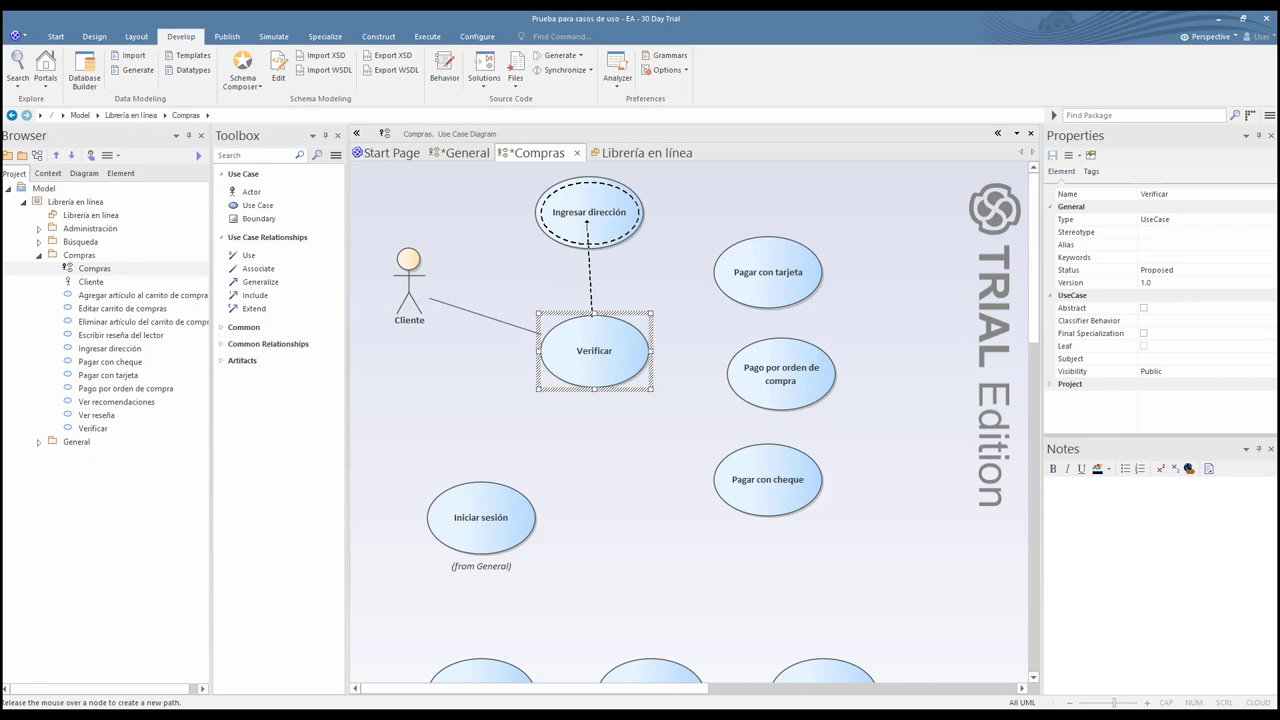 Prueba para casos de uso - EA - 30 Day Trial
Start Design Layout Develop Publish Simulate Specialize Construct Execute Configure Find Command... Perspective User
Search
Portals
Explore
Database Builder
Import
Generate
Templates
Datatypes
Data Modeling
Schema Composer
Edit
Import XSD
Import WSDL
Export XSD
Export WSDL
Schema Modeling
Behavior
Solutions
Files
Generate
Synchronize
Source Code
Analyzer
Grammars
Options
Preferences
/ Model Librería en línea Compras
Find Package
Browser
Project Context Diagram Element
Model
Librería en línea
Librería en línea
Administración
Búsqueda
Compras
Compras
Cliente
Agregar artículo al carrito de compra
Editar carrito de compras
Eliminar artículo del carrito de compr
Escribir reseña del lector
Ingresar dirección
Pagar con cheque
Pagar con tarjeta
Pago por orden de compra
Ver recomendaciones
Ver reseña
Verificar
General
Toolbox
Search
Use Case
Actor
Use Case
Boundary
Use Case Relationships
Use
Associate
Generalize
Include
Extend
Common
Common Relationships
Artifacts
Compras. Use Case Diagram
Start Page *General *Compras Librería en línea
Ingresar dirección
Cliente
Verificar
Pagar con tarjeta
Pago por orden de
compra
Pagar con cheque
Iniciar sesión
(from General)
TRIAL Edition
Properties
Element Tags
Name Verificar
General
Type UseCase
Stereotype
Alias
Keywords
Status Proposed
Version 1.0
UseCase
Abstract
Classifier Behavior
Final Specialization
Leaf
Subject
Visibility Public
Project
Notes
B I U A
Release the mouse over a node to create a new path.
All UML CAP NUM SCRL CLOUD